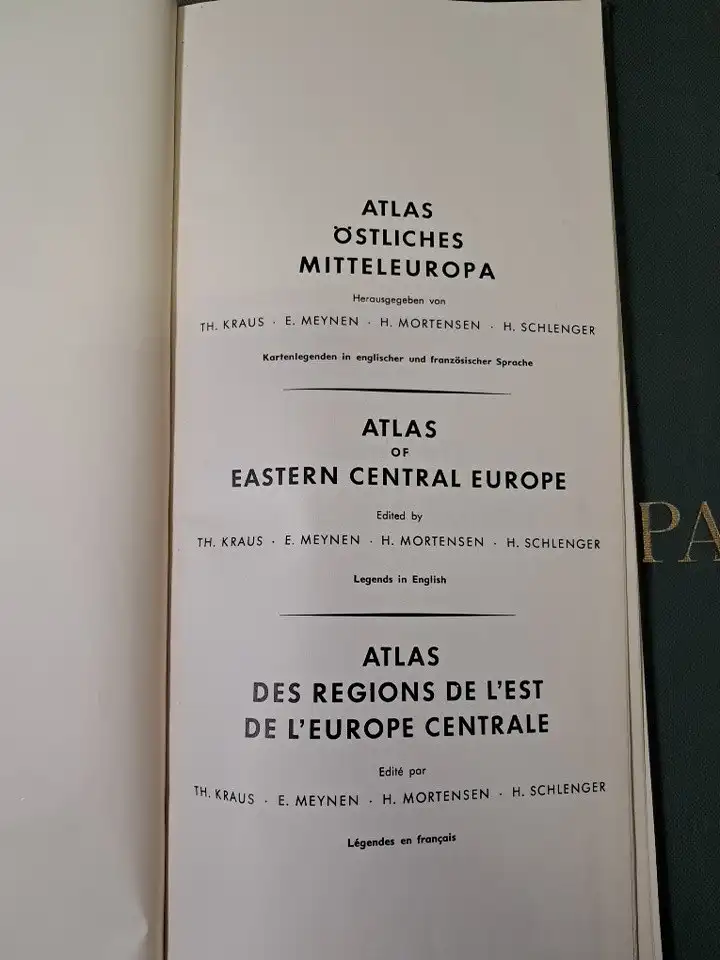 ATLAS
ÖSTLICHES
MITTELEUROPA
Herausgegeben von
TH. KRAUS · E. MEYNEN · H. MORTENSEN · H. SCHLENGER
Kartenlegenden in englischer und französischer Sprache
ATLAS
OF
EASTERN CENTRAL EUROPE
Edited by
TH. KRAUS · E. MEYNEN · H. MORTENSEN · H. SCHLENGER
Legends in English
ATLAS
DES REGIONS DE L'EST
DE L'EUROPE CENTRALE
Edité par
TH. KRAUS · E. MEYNEN · H. MORTENSEN · H. SCHLENGER
Légendes en français
PA